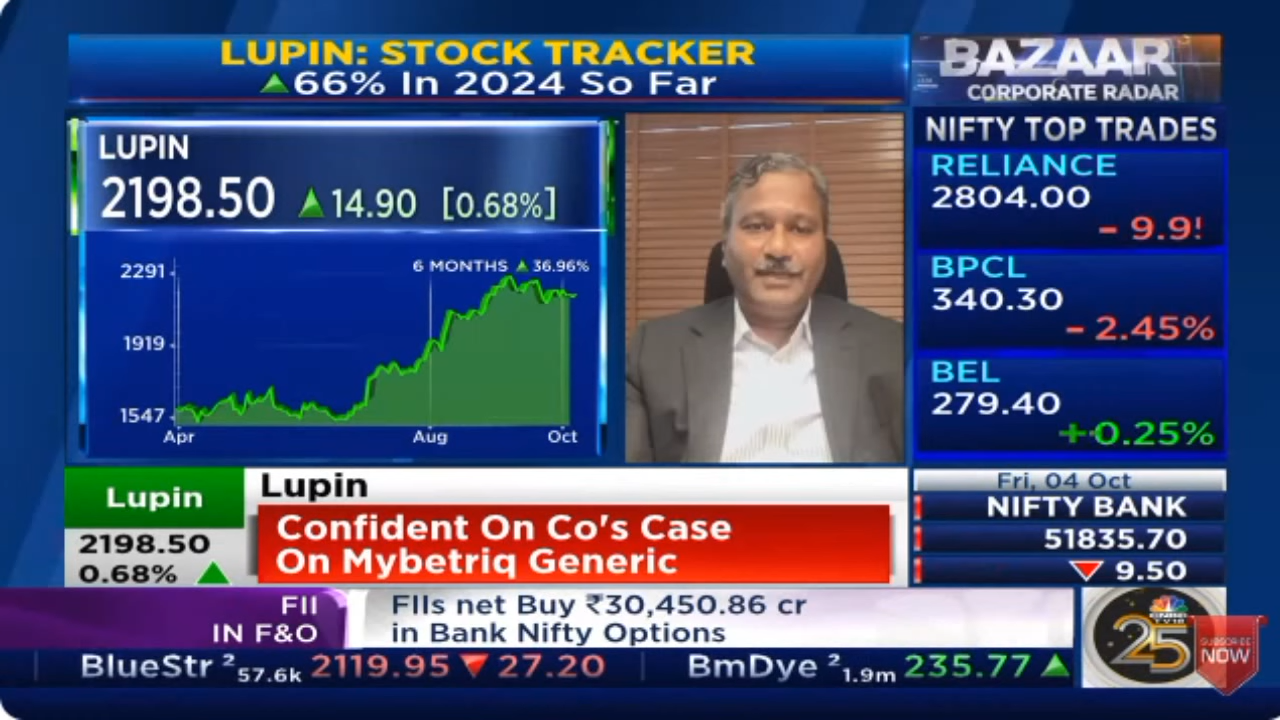 LUPIN: STOCK TRACKER
▲66% In 2024 So Far
BAZAAR
CORPORATE RADAR
LUPIN
2198.50 ▲ 14.90 [0.68%]
6 MONTHS ▲ 36.96%
2291
1919
1547
Apr Aug Oct
NIFTY TOP TRADES
RELIANCE
2804.00
- 9.9!
BPCL
340.30
- 2.45%
BEL
279.40
+0.25%
Lupin
2198.50
0.68% ▲
Lupin
Confident On Co's Case
On Mybetriq Generic
Fri, 04 Oct
NIFTY BANK
51835.70
▼ 9.50
FII
IN F&O
FIIs net Buy ₹30,450.86 cr
in Bank Nifty Options
BlueStr ² 57.6k 2119.95 ▼ 27.20 BmDye ² 1.9m 235.77 ▲
CNBC
TV18
25
SUBSCRIBE
NOW